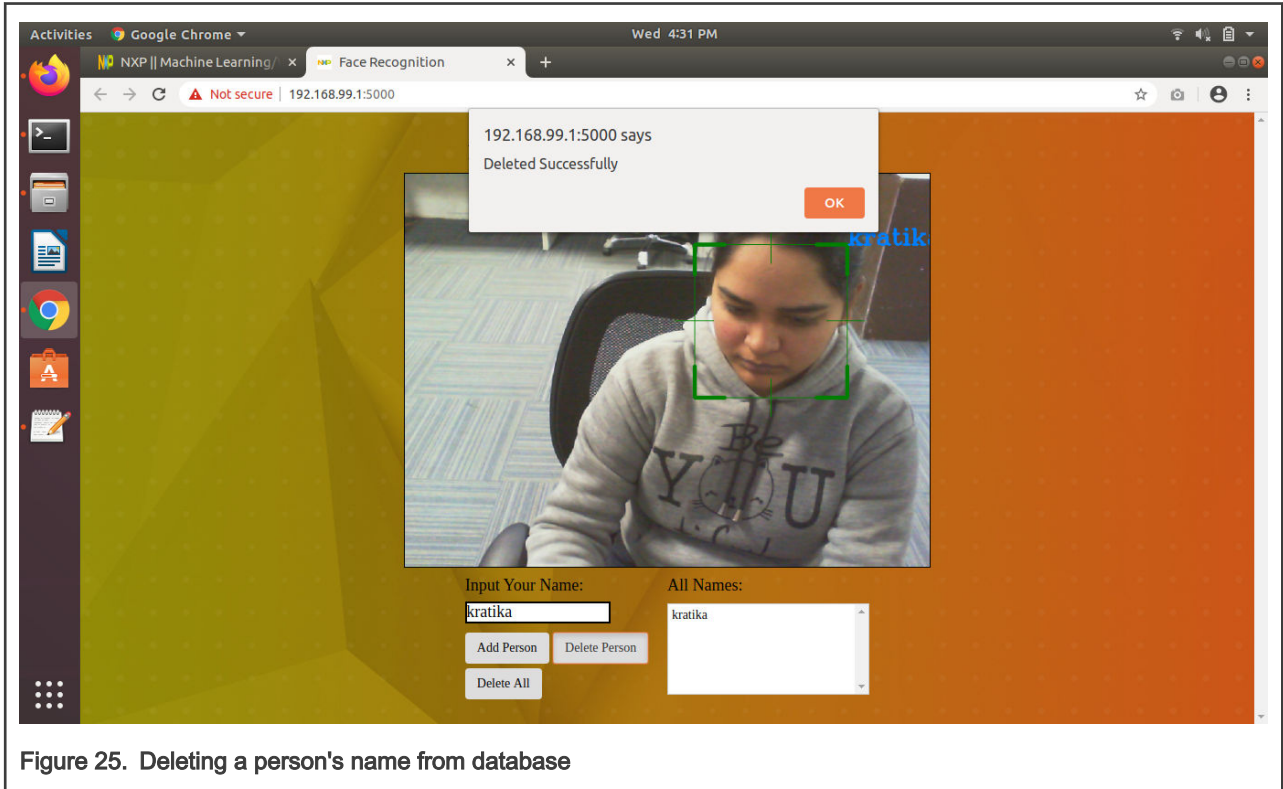 Activities Google Chrome Wed 4:31 PM
NXP || Machine Learning/ Face Recognition
Not secure | 192.168.99.1:5000
192.168.99.1:5000 says
Deleted Successfully
OK
kratik
Be
YOU
Input Your Name: All Names:
kratika kratika
Add Person Delete Person
Delete All
Figure 25. Deleting a person's name from database